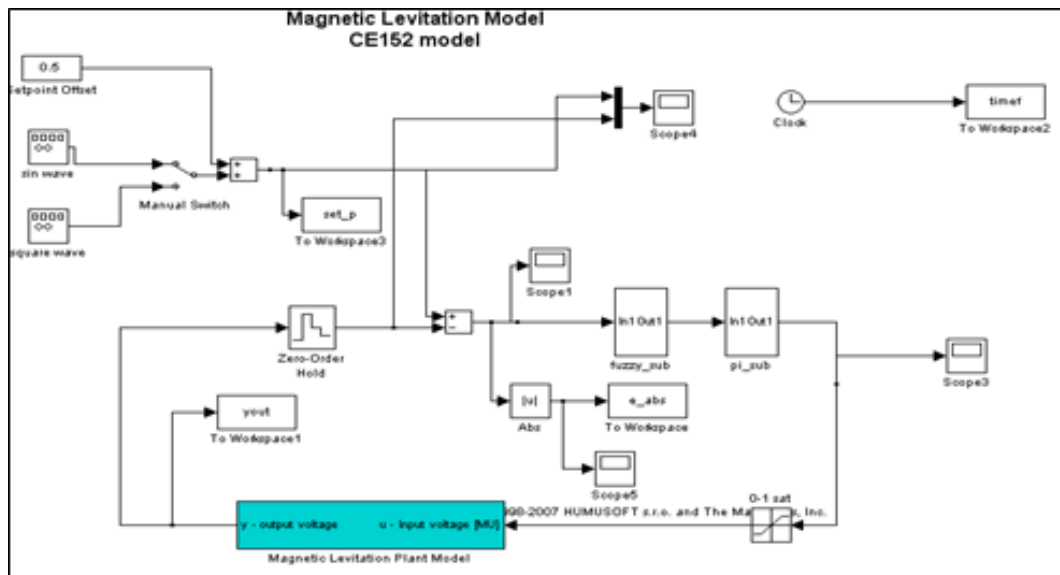 Magnetic Levitation Model
CE152 model
0.5
Setpoint Offset
sin wave
Manual Switch
square wave
set_p
To Workspace3
Scope4
Clock
timef
To Workspace2
Scope1
Zero-Order
Hold
In1 Out1
fuzzy_sub
In1 Out1
pi_sub
Scope3
|u|
Abs
e_abs
To Workspace
yout
To Workspace1
Scope5
0-1 sat
998-2007 HUMUSOFT s.r.o. and The Ma s, Inc.
y - output voltage u - Input voltage [MU]
Magnetic Levitation Plant Model